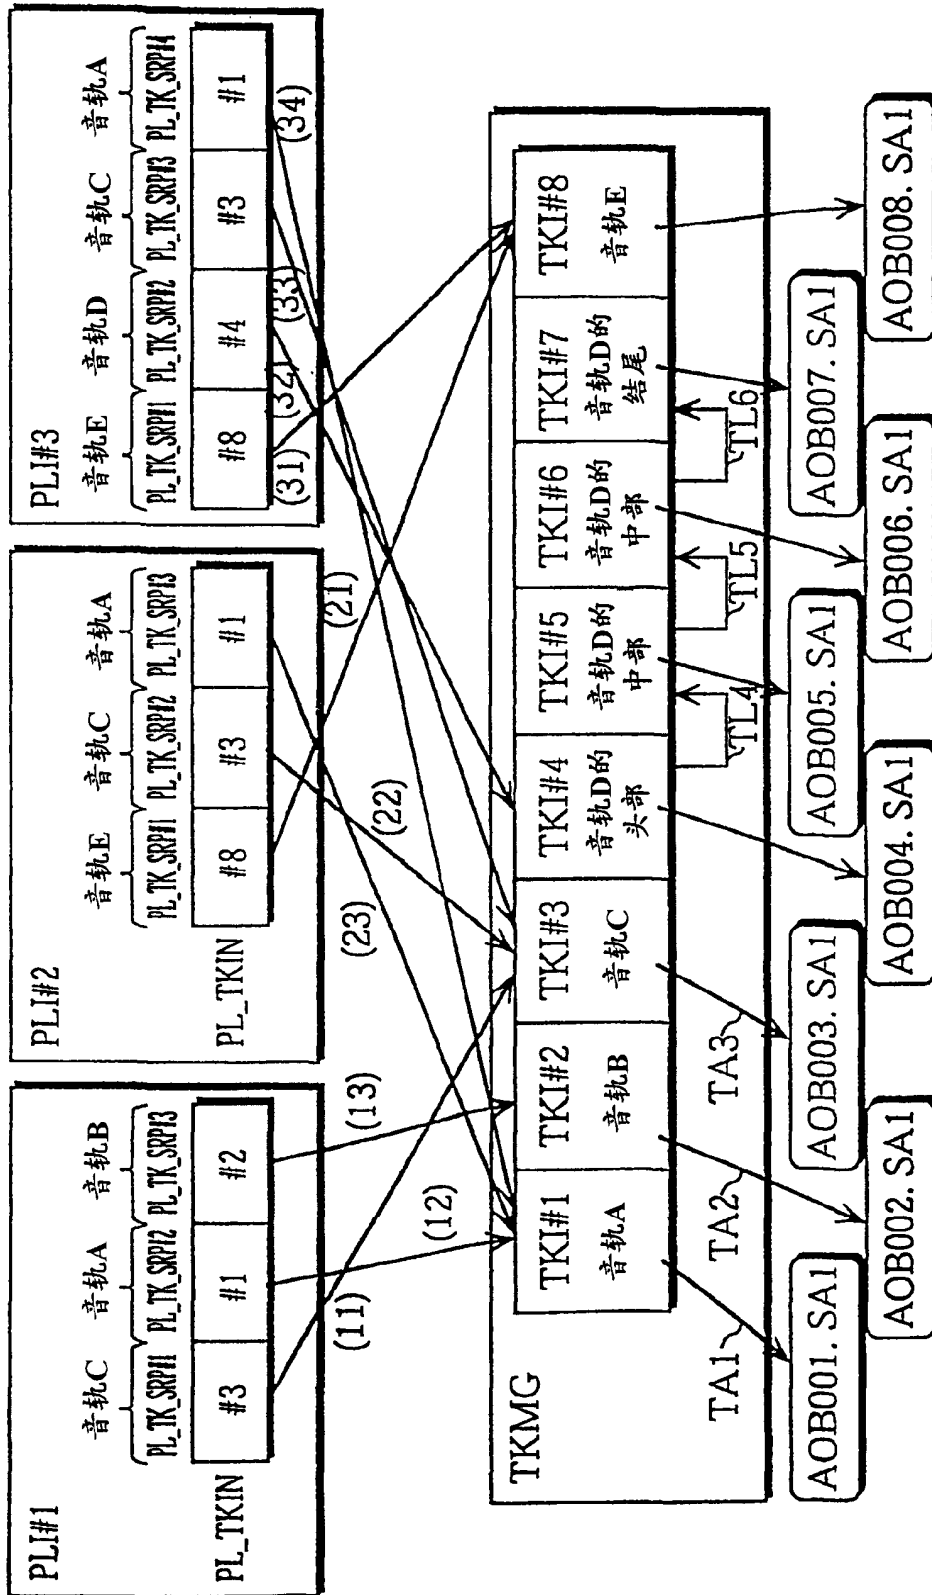 PLI#1
音轨C
音轨A
音轨B
PL_TK_SRP#1
PL_TK_SRP#2
PL_TK_SRP#3
PL_TKIN
#3
#1
#2
(11)
(12)
(13)
PLI#2
音轨E
音轨C
音轨A
PL_TK_SRP#1
PL_TK_SRP#2
PL_TK_SRP#3
PL_TKIN
#8
#3
#1
(23)
(22)
(21)
PLI#3
音轨E
音轨D
音轨C
音轨A
PL_TK_SRP#1
PL_TK_SRP#2
PL_TK_SRP#3
PL_TK_SRP#4
#8
#4
#3
#1
(31)
(32)
(33)
(34)
TKMG
TKI#1
音轨A
TKI#2
音轨B
TKI#3
音轨C
TKI#4
音轨D的
头部
TKI#5
音轨D的
中部
TKI#6
音轨D的
中部
TKI#7
音轨D的
结尾
TKI#8
音轨E
TA1
TA2
TA3
TL4
TL5
TL6
AOB001. SA1
AOB002. SA1
AOB003. SA1
AOB004. SA1
AOB005. SA1
AOB006. SA1
AOB007. SA1
AOB008. SA1